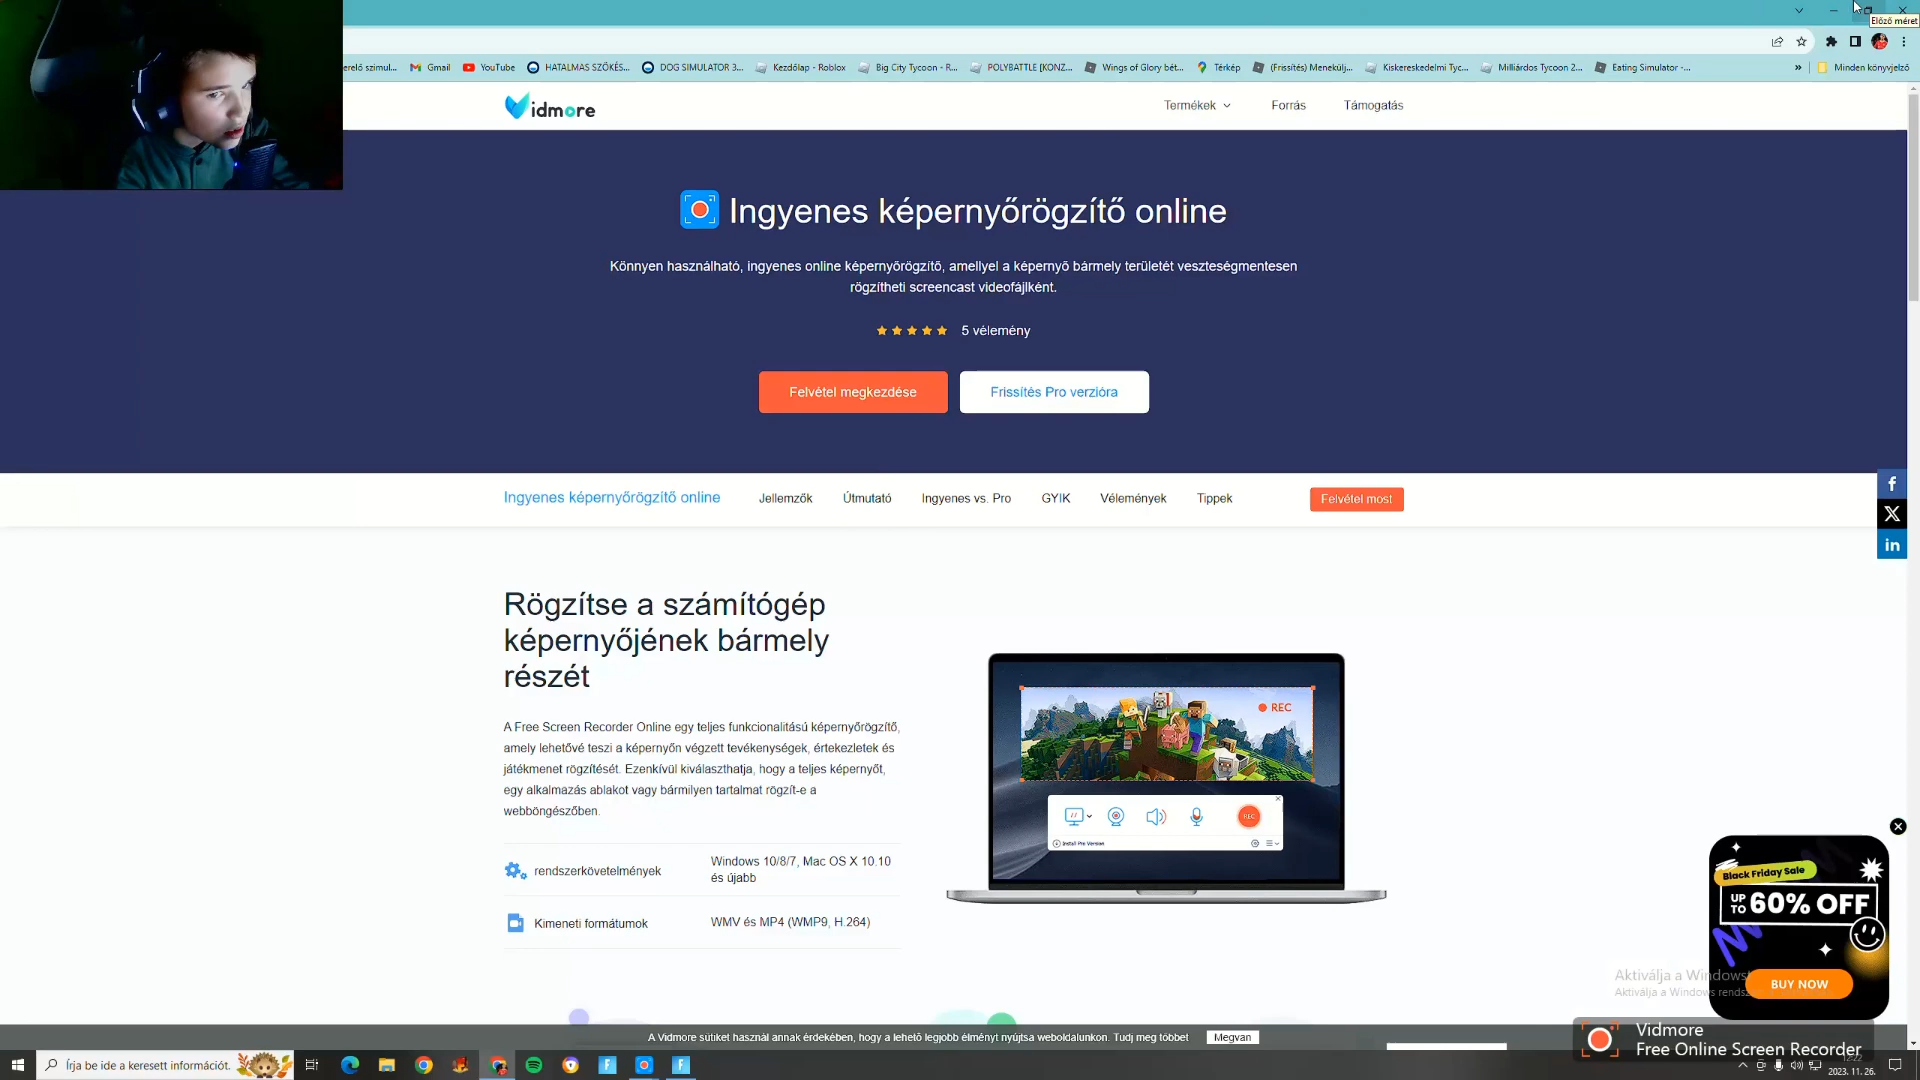 Előző méret
erelő szimul...
Gmail
YouTube
HATALMAS SZÖKÉS...
DOG SIMULATOR 3...
Kezdőlap - Roblox
Big City Tycoon - R...
POLYBATTLE [KONZ...
Wings of Glory bét...
Térkép
(Frissítés) Menekülj...
Kiskereskedelmi Tyc...
Milliárdos Tycoon 2...
Eating Simulator -...
»
Minden könyvjelző
idmore
Termékek
Forrás
Támogatás
Ingyenes képernyőrögzítő online
Könnyen használható, ingyenes online képernyőrögzítő, amellyel a képernyő bármely területét veszteségmentesen
rögzítheti screencast videofájlként.
5 vélemény
Felvétel megkezdése
Frissítés Pro verzióra
Ingyenes képernyőrögzítő online
Jellemzők
Útmutató
Ingyenes vs. Pro
GYIK
Vélemények
Tippek
Felvétel most
f
X
in
Rögzítse a számítógép
képernyőjének bármely
részét
A Free Screen Recorder Online egy teljes funkcionalitású képernyőrögzítő,
amely lehetővé teszi a képernyőn végzett tevékenységek, értekezletek és
játékmenet rögzítését. Ezenkívül kiválaszthatja, hogy a teljes képernyőt,
egy alkalmazás ablakot vagy bármilyen tartalmat rögzít-e a
webböngészőben.
REC
REC
Install Pro Version
rendszerkövetelmények
Windows 10/8/7, Mac OS X 10.10
és újabb
Kimeneti formátumok
WMV és MP4 (WMP9, H.264)
Black Friday Sale
UP TO 60% OFF
BUY NOW
Aktiválja a Windows
Aktiválja a Windows rends
A Vidmore sütiket használ annak érdekében, hogy a lehető legjobb élményt nyújtsa weboldalunkon. Tudj meg többet
Megvan
Vidmore
Free Online Screen Recorder
Írja be ide a keresett információt.
2023. 11. 26.